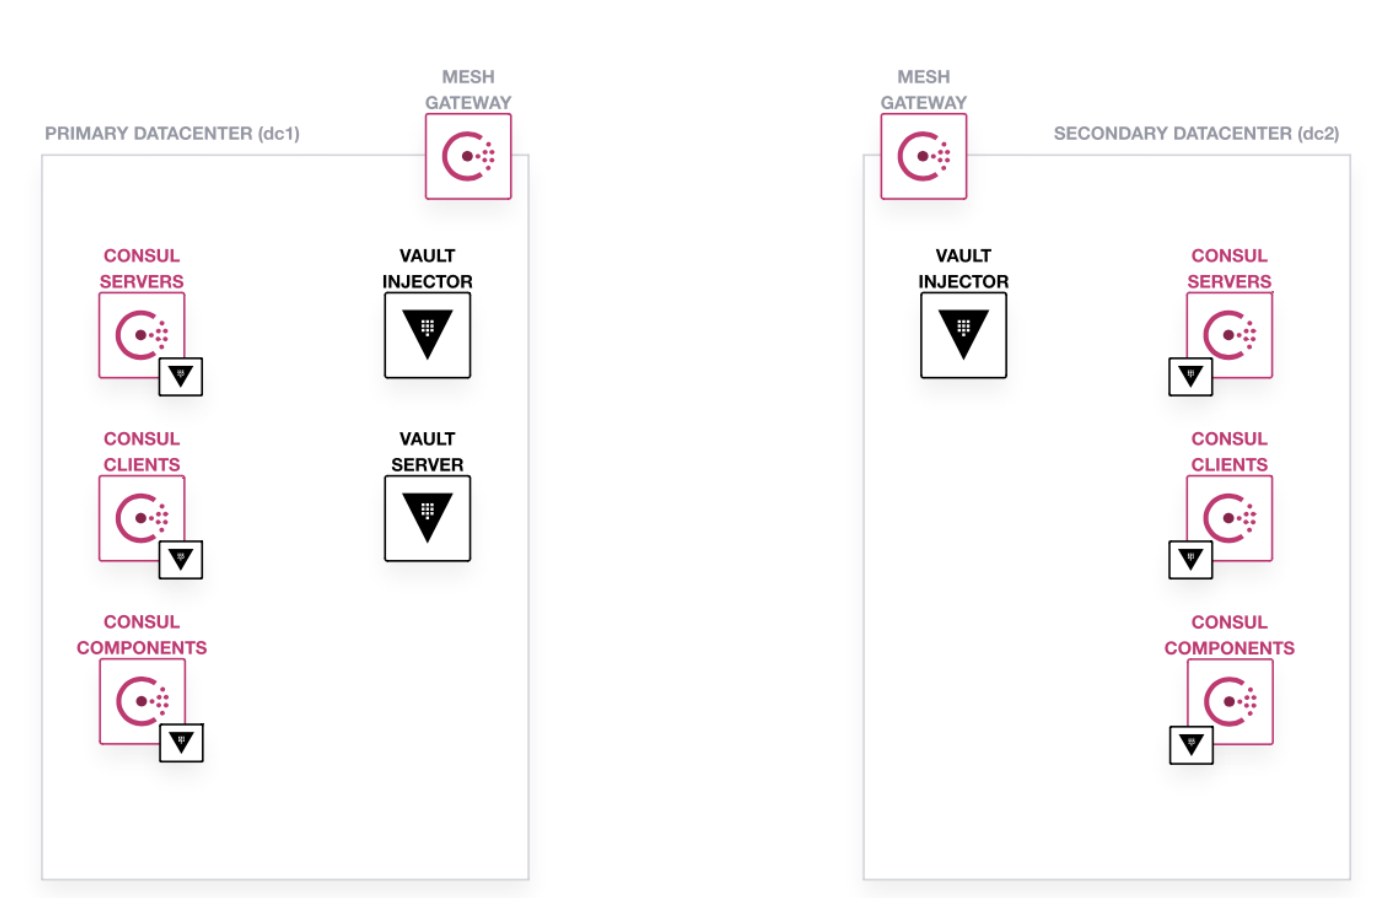 MESH
GATEWAY
PRIMARY DATACENTER (dc1)
CONSUL
SERVERS
VAULT
INJECTOR
CONSUL
CLIENTS
VAULT
SERVER
CONSUL
COMPONENTS
MESH
GATEWAY
SECONDARY DATACENTER (dc2)
VAULT
INJECTOR
CONSUL
SERVERS
CONSUL
CLIENTS
CONSUL
COMPONENTS